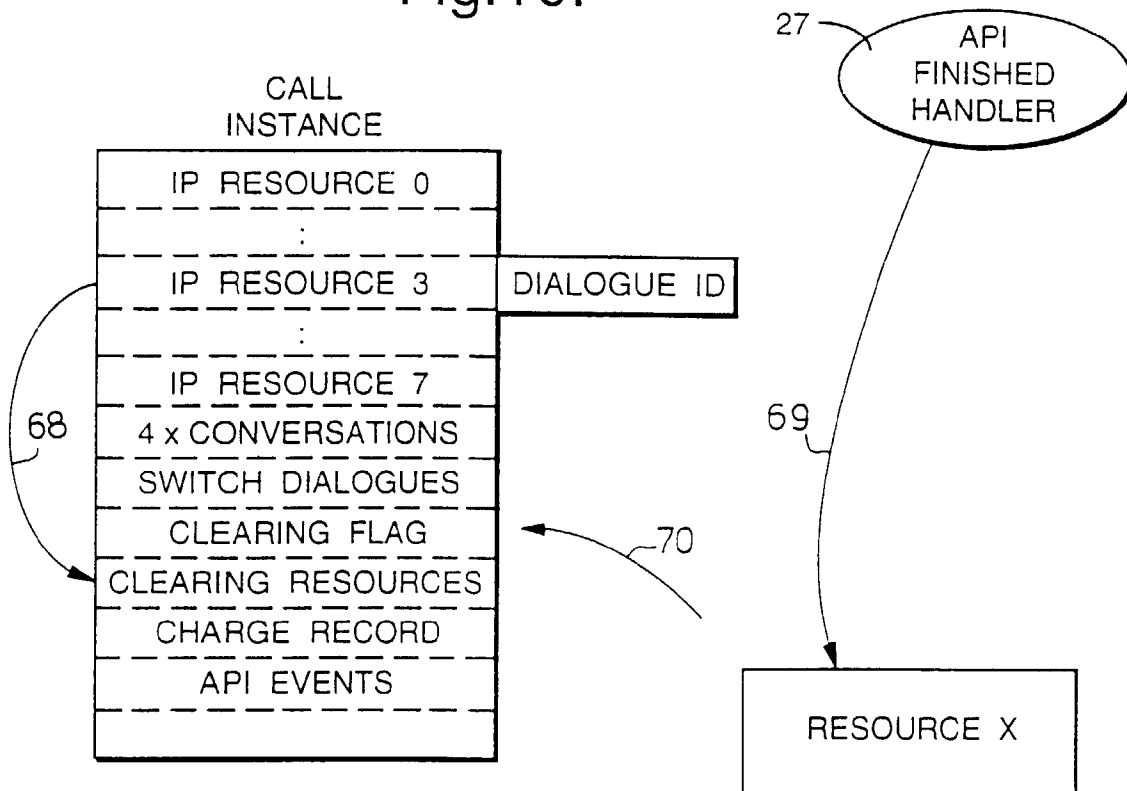 27
API
FINISHED
HANDLER
CALL
INSTANCE
IP RESOURCE 0
:
IP RESOURCE 3
DIALOGUE ID
:
IP RESOURCE 7
68
4 x CONVERSATIONS
69
SWITCH DIALOGUES
CLEARING FLAG
70
CLEARING RESOURCES
CHARGE RECORD
API EVENTS
RESOURCE X